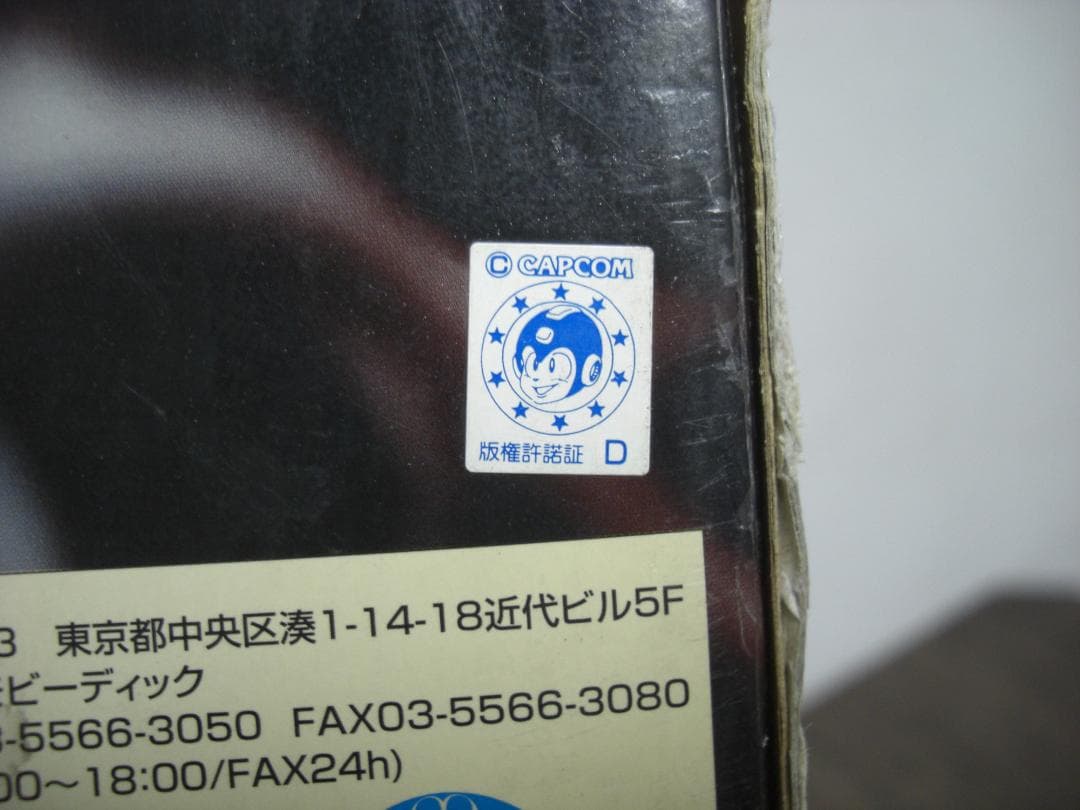 © CAPCOM
版権許諾証 D
3 東京都中央区湊1-14-18近代ビル5F
モビーディック
3-5566-3050 FAX03-5566-3080
00〜18:00/FAX24h)